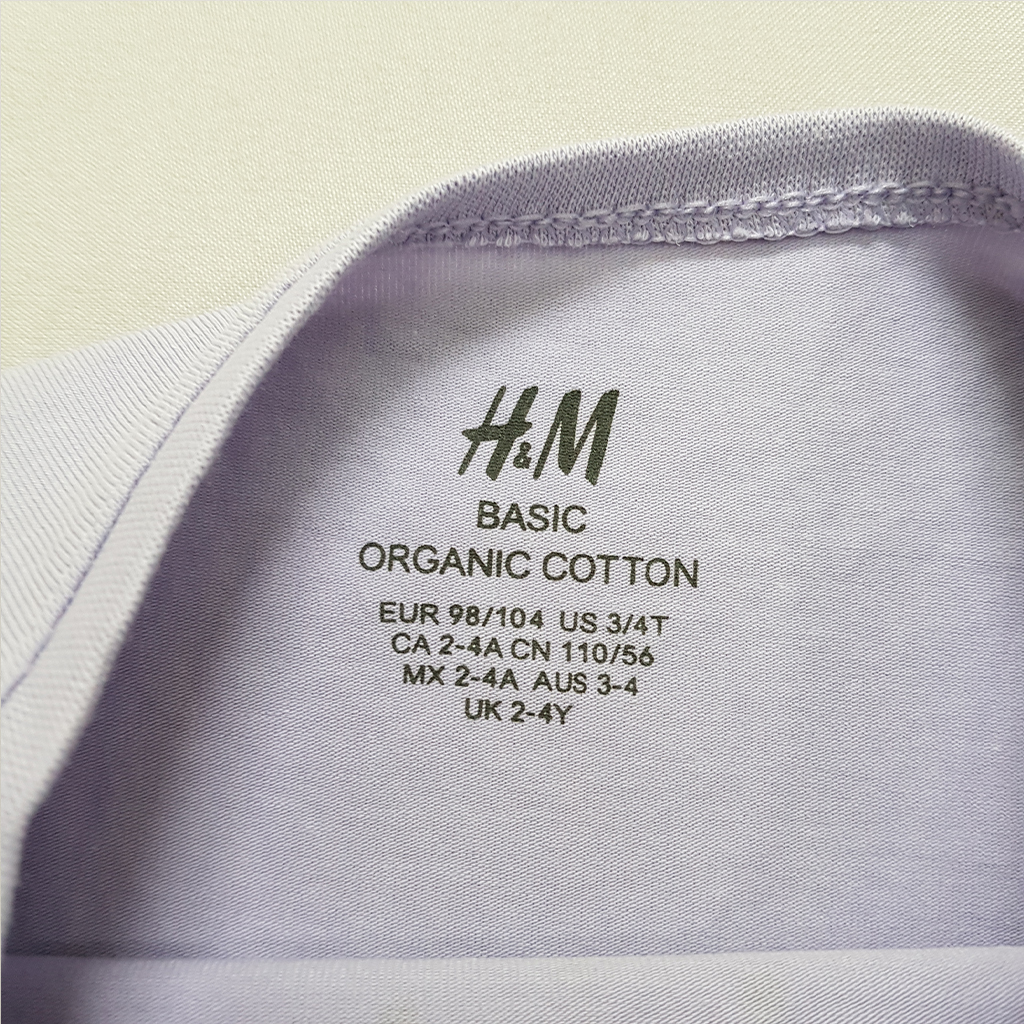 H&M
BASIC
ORGANIC COTTON
EUR 98/104 US 3/4T
CA 2-4A CN 110/56
MX 2-4A AUS 3-4
UK 2-4Y